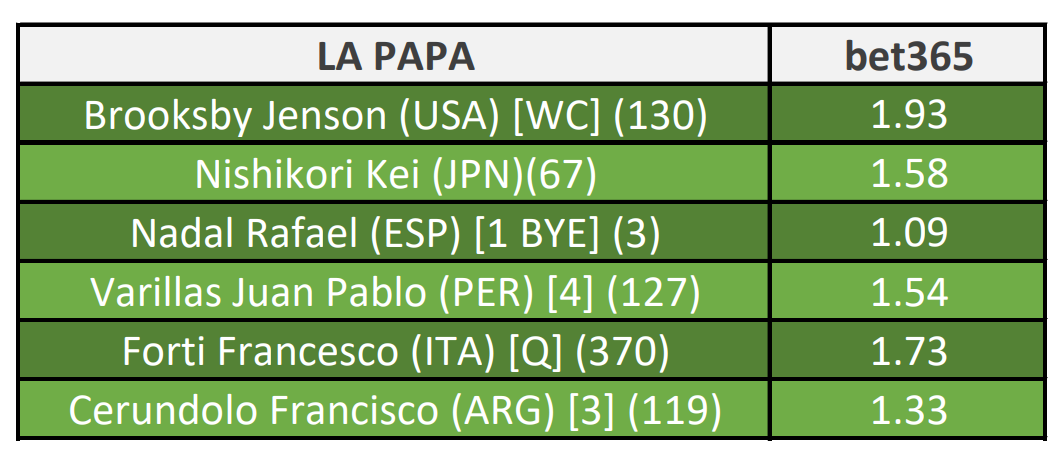 LA PAPA bet365
Brooksby Jenson (USA) [WC] (130) 1.93
Nishikori Kei (JPN)(67) 1.58
Nadal Rafael (ESP) [1 BYE] (3) 1.09
Varillas Juan Pablo (PER) [4] (127) 1.54
Forti Francesco (ITA) [Q] (370) 1.73
Cerundolo Francisco (ARG) [3] (119) 1.33